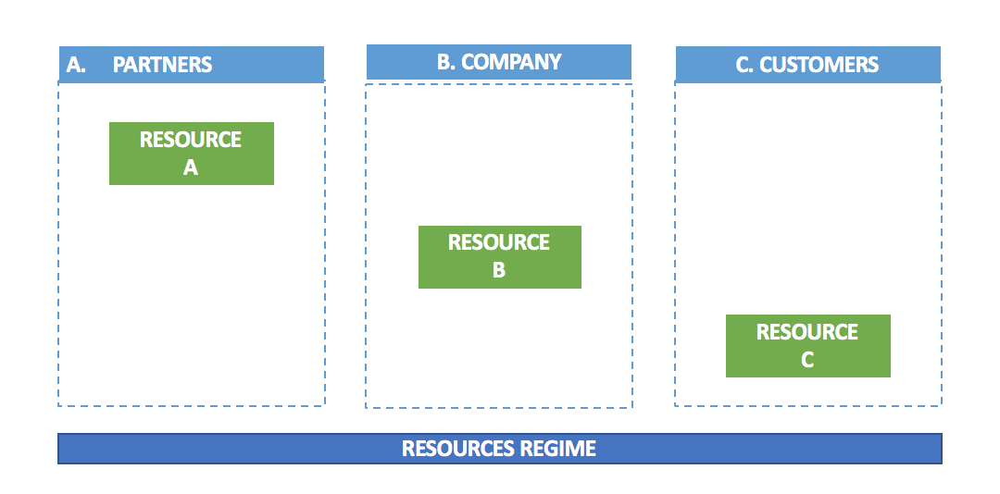 A. PARTNERS
B. COMPANY
C. CUSTOMERS
RESOURCE
A
RESOURCE
B
RESOURCE
C
RESOURCES REGIME